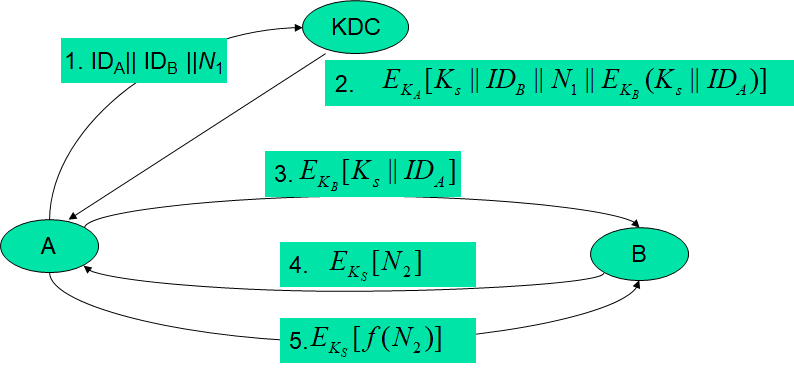 KDC
1. ID_A|| ID_B ||N_1
2. E_{K_A}[K_s || ID_B || N_1 || E_{K_B}(K_s || ID_A)]
3. E_{K_B}[K_s || ID_A]
A
B
4. E_{K_S}[N_2]
5. E_{K_S}[f(N_2)]